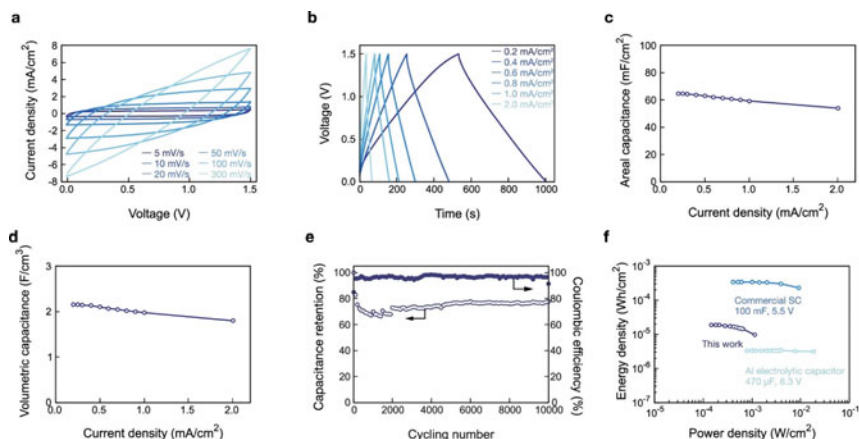 a
b
c
8
6
4
2
0
-2
-4
-6
-8
Current density (mA/cm²)
0.0
0.5
1.0
1.5
Voltage (V)
5 mV/s
10 mV/s
20 mV/s
50 mV/s
100 mV/s
300 mV/s
1.5
1.0
0.5
0.0
Voltage (V)
0
200
400
600
800
1000
Time (s)
0.2 mA/cm²
0.4 mA/cm²
0.6 mA/cm²
0.8 mA/cm²
1.0 mA/cm²
2.0 mA/cm²
100
80
60
40
20
0
Areal capacitance (mF/cm²)
0.0
0.5
1.0
1.5
2.0
Current density (mA/cm²)
d
e
f
3
2
1
0
Volumetric capacitance (F/cm³)
0.0
0.5
1.0
1.5
2.0
Current density (mA/cm²)
100
80
60
40
20
0
Capacitance retention (%)
0
2000
4000
6000
8000
10000
Cycling number
100
80
60
40
20
0
Coulombic efficiency (%)
10⁻³
10⁻⁴
10⁻⁵
10⁻⁶
10⁻⁷
Energy density (Wh/cm²)
10⁻⁵
10⁻⁴
10⁻³
10⁻²
10⁻¹
Power density (W/cm²)
Commercial SC
100 mF, 5.5 V
This work
Al electrolytic capacitor
470 µF, 6.3 V